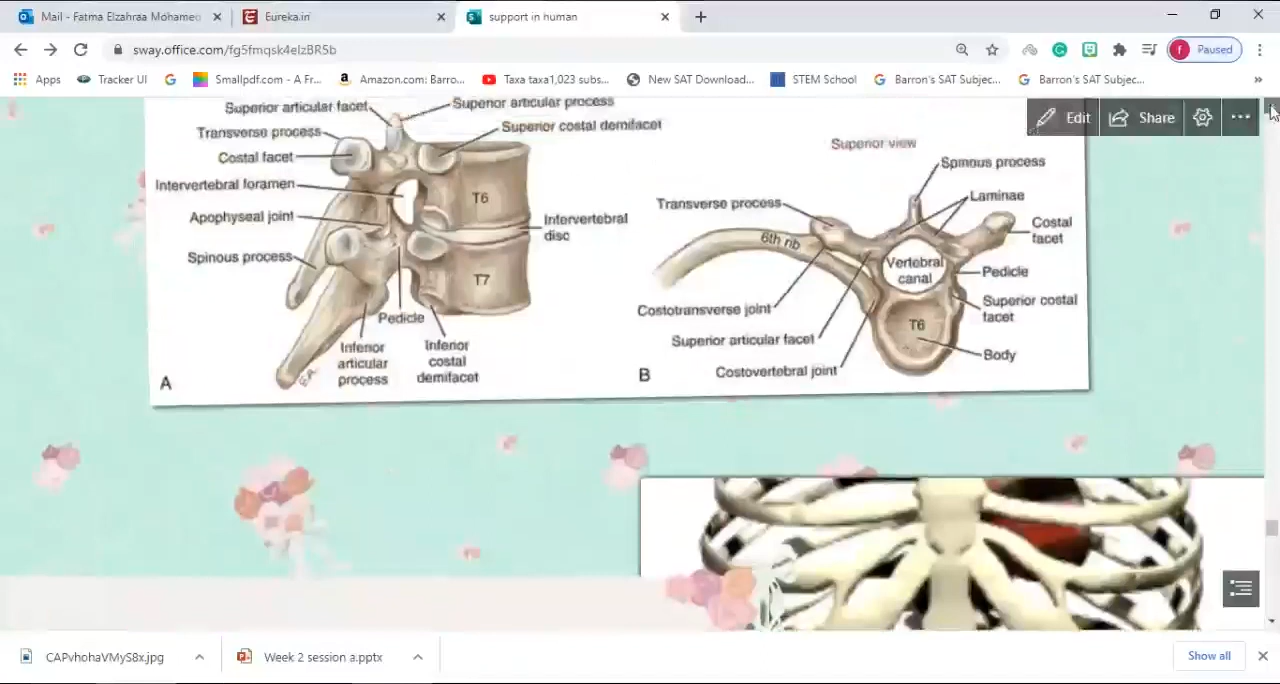 Mail - Fatma Elzahraa Mohamed
Eureka.in
support in human
sway.office.com/fg5fmqsk4elzBR5b
Paused
Apps
Tracker UI
Smallpdf.com - A Fr...
Amazon.com: Barro...
Taxa taxa1,023 subs...
New SAT Download...
STEM School
Barron's SAT Subjec...
Barron's SAT Subjec...
Edit
Share
Superior articular facet
Superior articular process
Transverse process
Superior costal demifacet
Costal facet
Intervertebral foramen
Apophyseal joint
Spinous process
T6
Intervertebral
disc
T7
Pedicle
Inferior
articular
process
Inferior
costal
demifacet
A
Superior view
Spinous process
Transverse process
Laminae
6th rib
Costal
facet
Vertebral
canal
Pedicle
Costotransverse joint
Superior costal
facet
T6
Superior articular facet
Body
Costovertebral joint
B
CAPvhohaVMyS8x.jpg
Week 2 session a.pptx
Show all